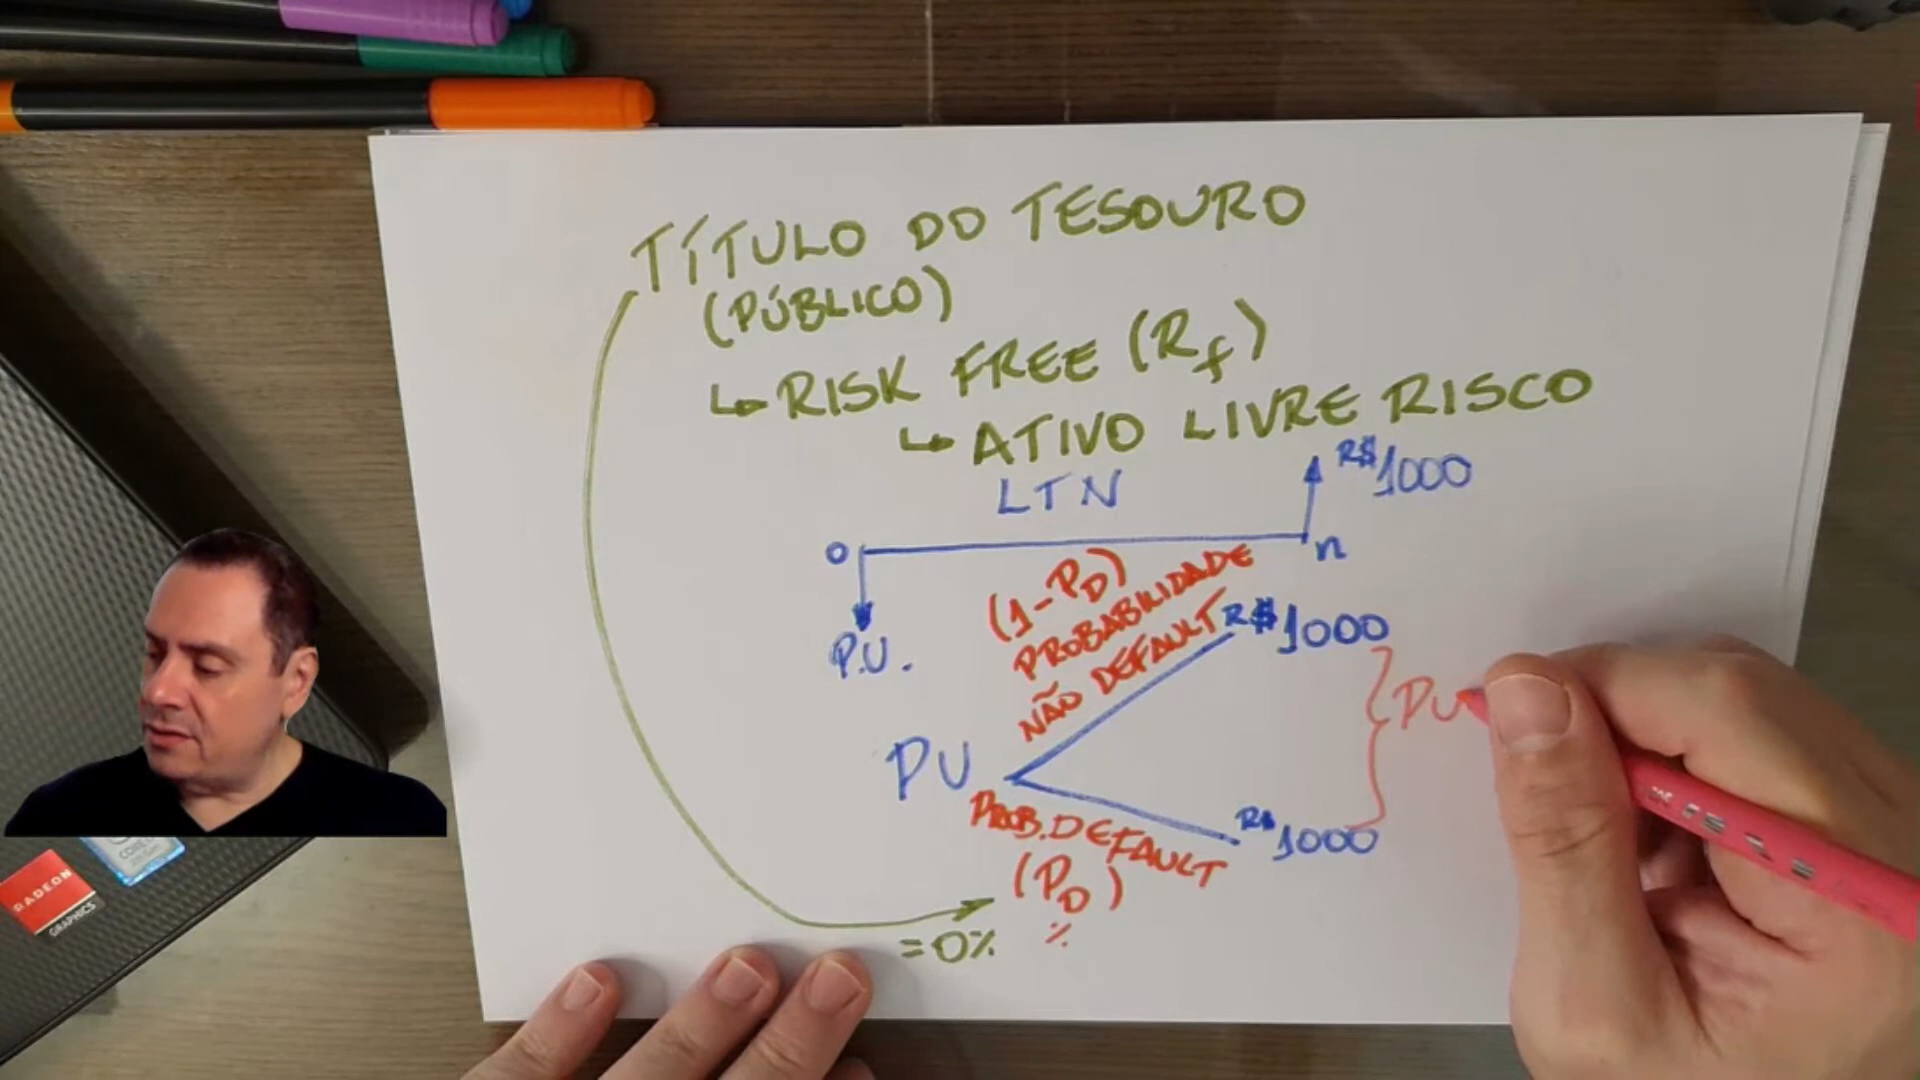 TÍTULO DO TESOURO
(PÚBLICO)
↳ RISK FREE (Rf)
↳ ATIVO LIVRE RISCO
LTN
R$ 1000
0
n
P.U.
(1-PD)
PROBABILIDADE
NÃO DEFAULT
R$ 1000
PU
PU
PROB. DEFAULT
(PD)
%
R$ 1000
=0%
RADEON
GRAPHICS
CORE